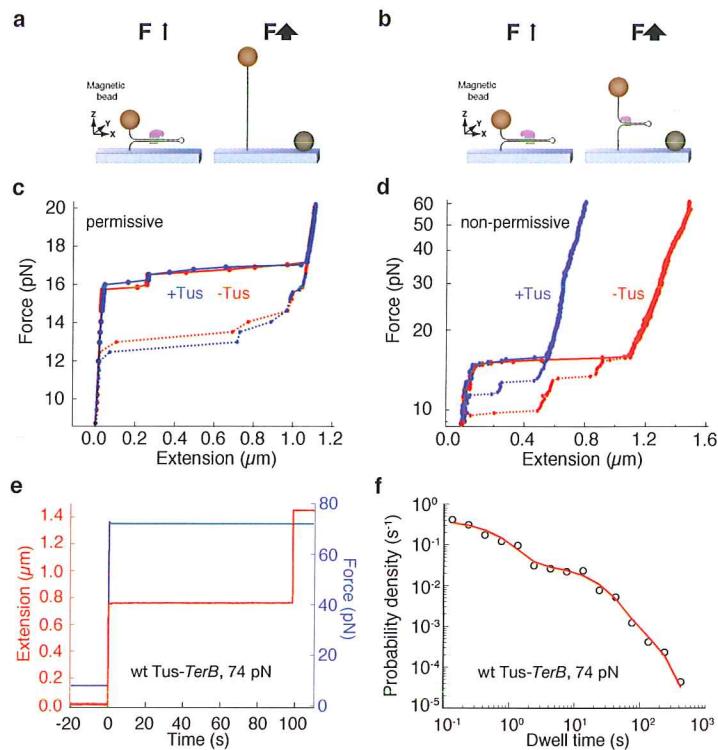 a
b
F
F
F
F
Magnetic
bead
Z
Y
X
Magnetic
bead
Z
Y
X
c
d
20
18
16
14
12
10
Force (pN)
permissive
+Tus -Tus
0.0 0.2 0.4 0.6 0.8 1.0 1.2
Extension (µm)
60
50
40
30
20
10
Force (pN)
non-permissive
+Tus
-Tus
0.0 0.4 0.8 1.2 1.6
Extension (µm)
e
f
1.4
1.2
1.0
0.8
0.6
0.4
0.2
0.0
Extension (µm)
80
60
40
20
0
Force (pN)
wt Tus-TerB, 74 pN
-20 0 20 40 60 80 100
Time (s)
10⁰
10⁻¹
10⁻²
10⁻³
10⁻⁴
10⁻⁵
Probability density (s⁻¹)
wt Tus-TerB, 74 pN
10⁻¹ 10⁰ 10¹ 10² 10³
Dwell time (s)